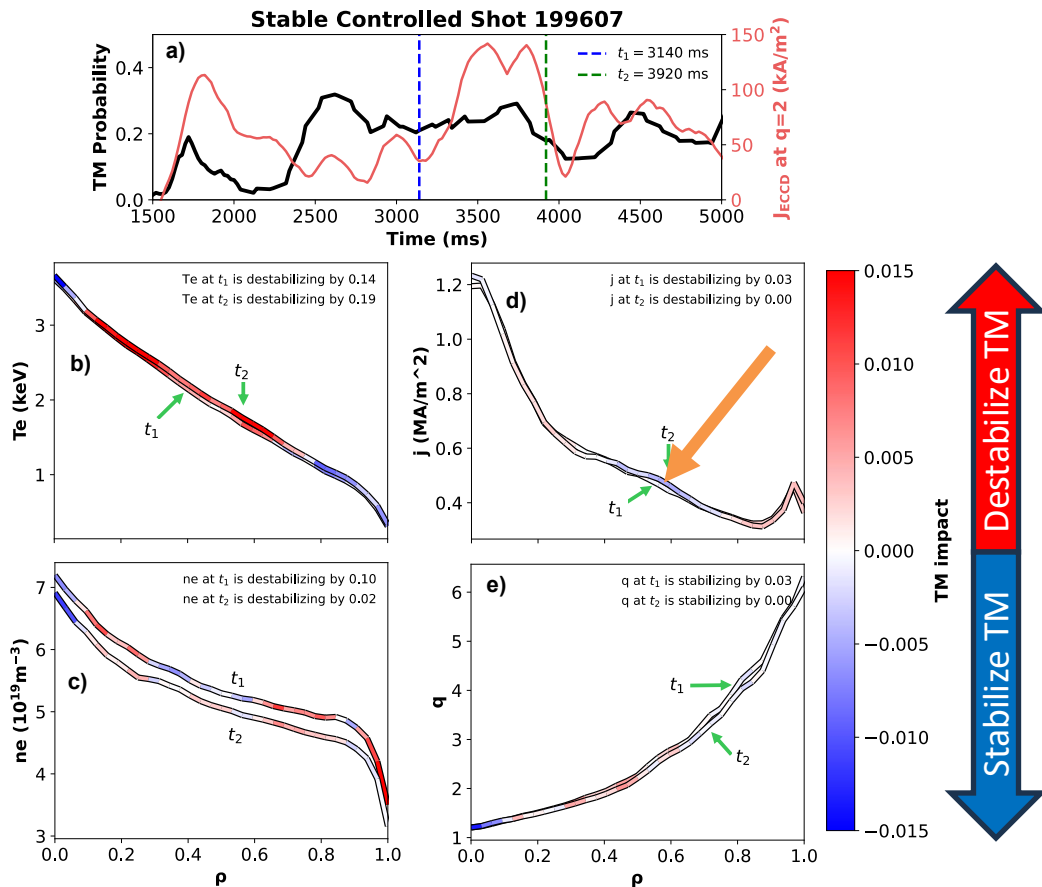 Stable Controlled Shot 199607
a)
TM Probability
0.4
0.2
0.0
t₁ = 3140 ms
t₂ = 3920 ms
150
100
50
0
J_ECCD at q=2 (kA/m²)
1500 2000 2500 3000 3500 4000 4500 5000
Time (ms)
Te at t₁ is destabilizing by 0.14
Te at t₂ is destabilizing by 0.19
b)
Te (keV)
3
2
1
t₂
t₁
j at t₁ is destabilizing by 0.03
j at t₂ is destabilizing by 0.00
d)
j (MA/m^2)
1.2
1.0
0.8
0.6
0.4
t₂
t₁
ne at t₁ is destabilizing by 0.10
ne at t₂ is destabilizing by 0.02
c)
ne (10¹⁹m⁻³)
7
6
5
4
3
t₁
t₂
0.0 0.2 0.4 0.6 0.8 1.0
ρ
q at t₁ is stabilizing by 0.03
q at t₂ is stabilizing by 0.00
e)
q
6
5
4
3
2
1
t₁
t₂
0.0 0.2 0.4 0.6 0.8 1.0
ρ
0.015
0.010
0.005
0.000
−0.005
−0.010
−0.015
TM impact
Destabilize TM
Stabilize TM